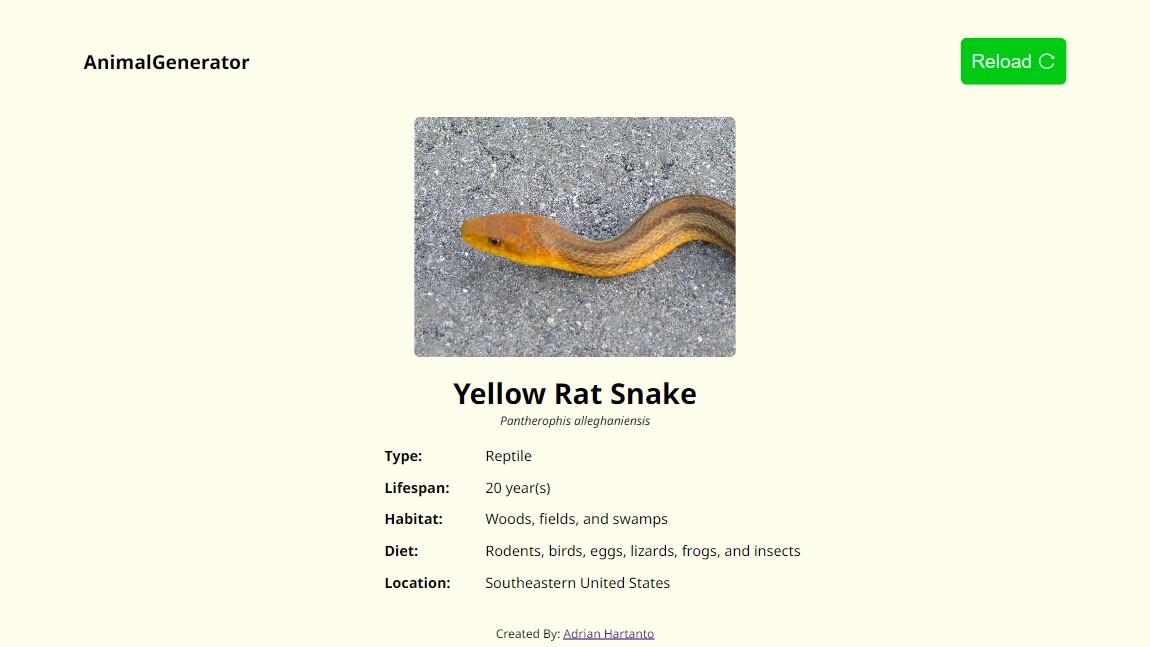 AnimalGenerator
Reload
Yellow Rat Snake
Pantherophis alleghaniensis
Type: Reptile
Lifespan: 20 year(s)
Habitat: Woods, fields, and swamps
Diet: Rodents, birds, eggs, lizards, frogs, and insects
Location: Southeastern United States
Created By: Adrian Hartanto